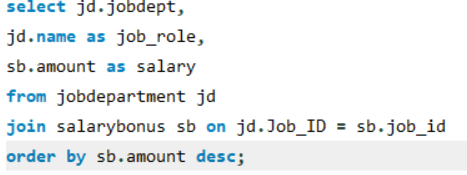 select jd.jobdept,
jd.name as job_role,
sb.amount as salary
from jobdepartment jd
join salarybonus sb on jd.Job_ID = sb.job_id
order by sb.amount desc;